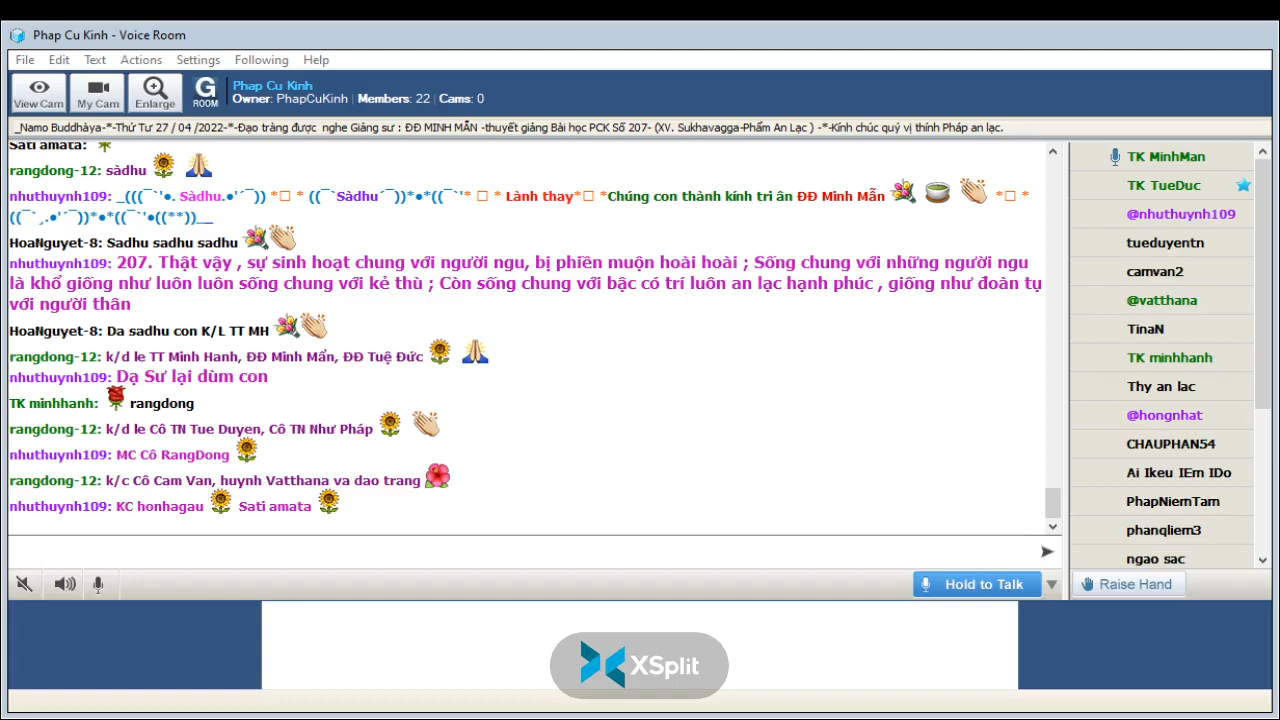 Phap Cu Kinh - Voice Room
File Edit Text Actions Settings Following Help
View Cam My Cam Enlarge G ROOM
Phap Cu Kinh
Owner: PhapCuKinh | Members: 22 | Cams: 0
_Namo Buddhàya-*-Thứ Tư 27 / 04 /2022-*-Đạo tràng được nghe Giảng sư : ĐĐ MINH MẪN -thuyết giảng Bài học PCK Số 207- (XV. Sukhavagga-Phẩm An Lạc ) -*-Kính chúc quý vị thính Pháp an lạc.
Sati amata:
rangdong-12: sàdhu
nhuthuynh109: _(((¯`'•. Sàdhu.•'´¯)) *□ * ((¯`Sàdhu´¯))*•*((¯`'* □ * Lành thay*□ *Chúng con thành kính tri ân ĐĐ Minh Mẫn *□ *
((¯`¸.•'´¯))*•*((¯`'•((**))__
HoaNguyet-8: Sadhu sadhu sadhu
nhuthuynh109: 207. Thật vậy , sự sinh hoạt chung với người ngu, bị phiền muộn hoài hoài ; Sống chung với những người ngu
là khổ giống như luôn luôn sống chung với kẻ thù ; Còn sống chung với bậc có trí luôn an lạc hạnh phúc , giống như đoàn tụ
với người thân
HoaNguyet-8: Da sadhu con K/L TT MH
rangdong-12: k/d le TT Minh Hanh, ĐĐ Minh Mẩn, ĐĐ Tuệ Đức
nhuthuynh109: Dạ Sư lại dùm con
TK minhhanh: rangdong
rangdong-12: k/d le Cô TN Tue Duyen, Cô TN Như Pháp
nhuthuynh109: MC Cô RangDong
rangdong-12: k/c Cô Cam Van, huynh Vatthana va dao trang
nhuthuynh109: KC honhagau Sati amata
TK MinhMan
TK TueDuc
@nhuthuynh109
tueduyentn
camvan2
@vatthana
TinaN
TK minhhanh
Thy an lac
@hongnhat
CHAUPHAN54
Ai Ikeu IEm IDo
PhapNiemTam
phanqliem3
ngao sac
Hold to Talk
Raise Hand
XSplit